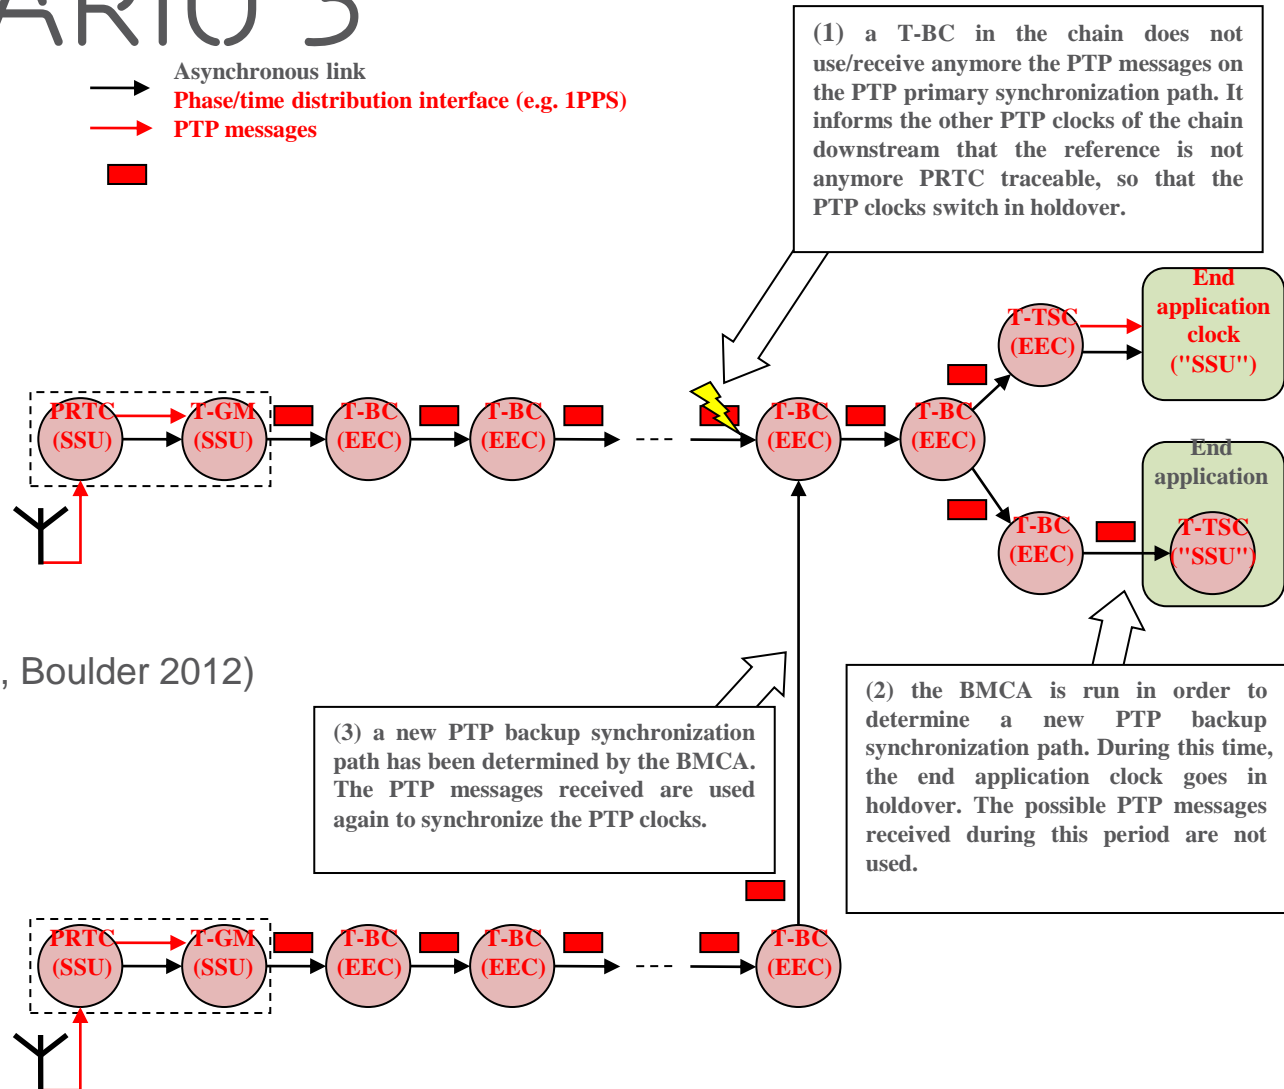 ARIO 3
Asynchronous link
Phase/time distribution interface (e.g. 1PPS)
PTP messages
(1) a T-BC in the chain does not
use/receive anymore the PTP messages on
the PTP primary synchronization path. It
informs the other PTP clocks of the chain
downstream that the reference is not
anymore PRTC traceable, so that the
PTP clocks switch in holdover.
End
application
clock
("SSU")
T-TSC
(EEC)
PRTC
(SSU)
T-GM
(SSU)
T-BC
(EEC)
T-BC
(EEC)
T-BC
(EEC)
T-BC
(EEC)
End
application
T-BC
(EEC)
T-TSC
("SSU")
, Boulder 2012)
(2) the BMCA is run in order to
determine a new PTP backup
synchronization path. During this time,
the end application clock goes in
holdover. The possible PTP messages
received during this period are not
used.
(3) a new PTP backup synchronization
path has been determined by the BMCA.
The PTP messages received are used
again to synchronize the PTP clocks.
PRTC
(SSU)
T-GM
(SSU)
T-BC
(EEC)
T-BC
(EEC)
T-BC
(EEC)